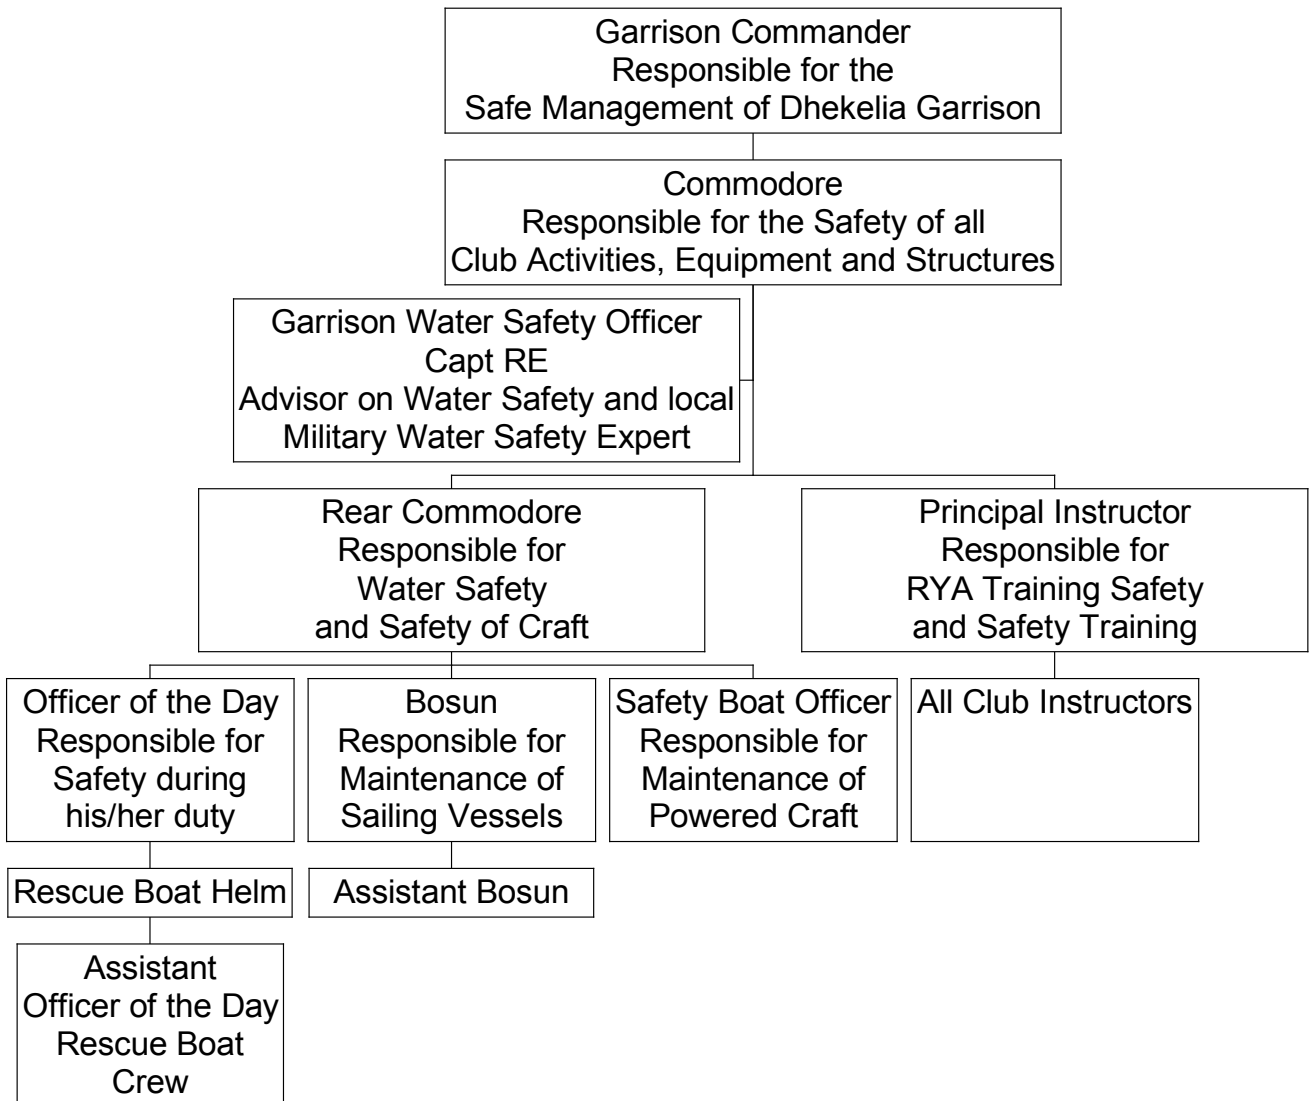 Garrison Commander
Responsible for the
Safe Management of Dhekelia Garrison
Commodore
Responsible for the Safety of all
Club Activities, Equipment and Structures
Garrison Water Safety Officer
Capt RE
Advisor on Water Safety and local
Military Water Safety Expert
Rear Commodore
Responsible for
Water Safety
and Safety of Craft
Principal Instructor
Responsible for
RYA Training Safety
and Safety Training
Officer of the Day
Responsible for
Safety during
his/her duty
Bosun
Responsible for
Maintenance of
Sailing Vessels
Safety Boat Officer
Responsible for
Maintenance of
Powered Craft
All Club Instructors
Rescue Boat Helm
Assistant Bosun
Assistant
Officer of the Day
Rescue Boat
Crew